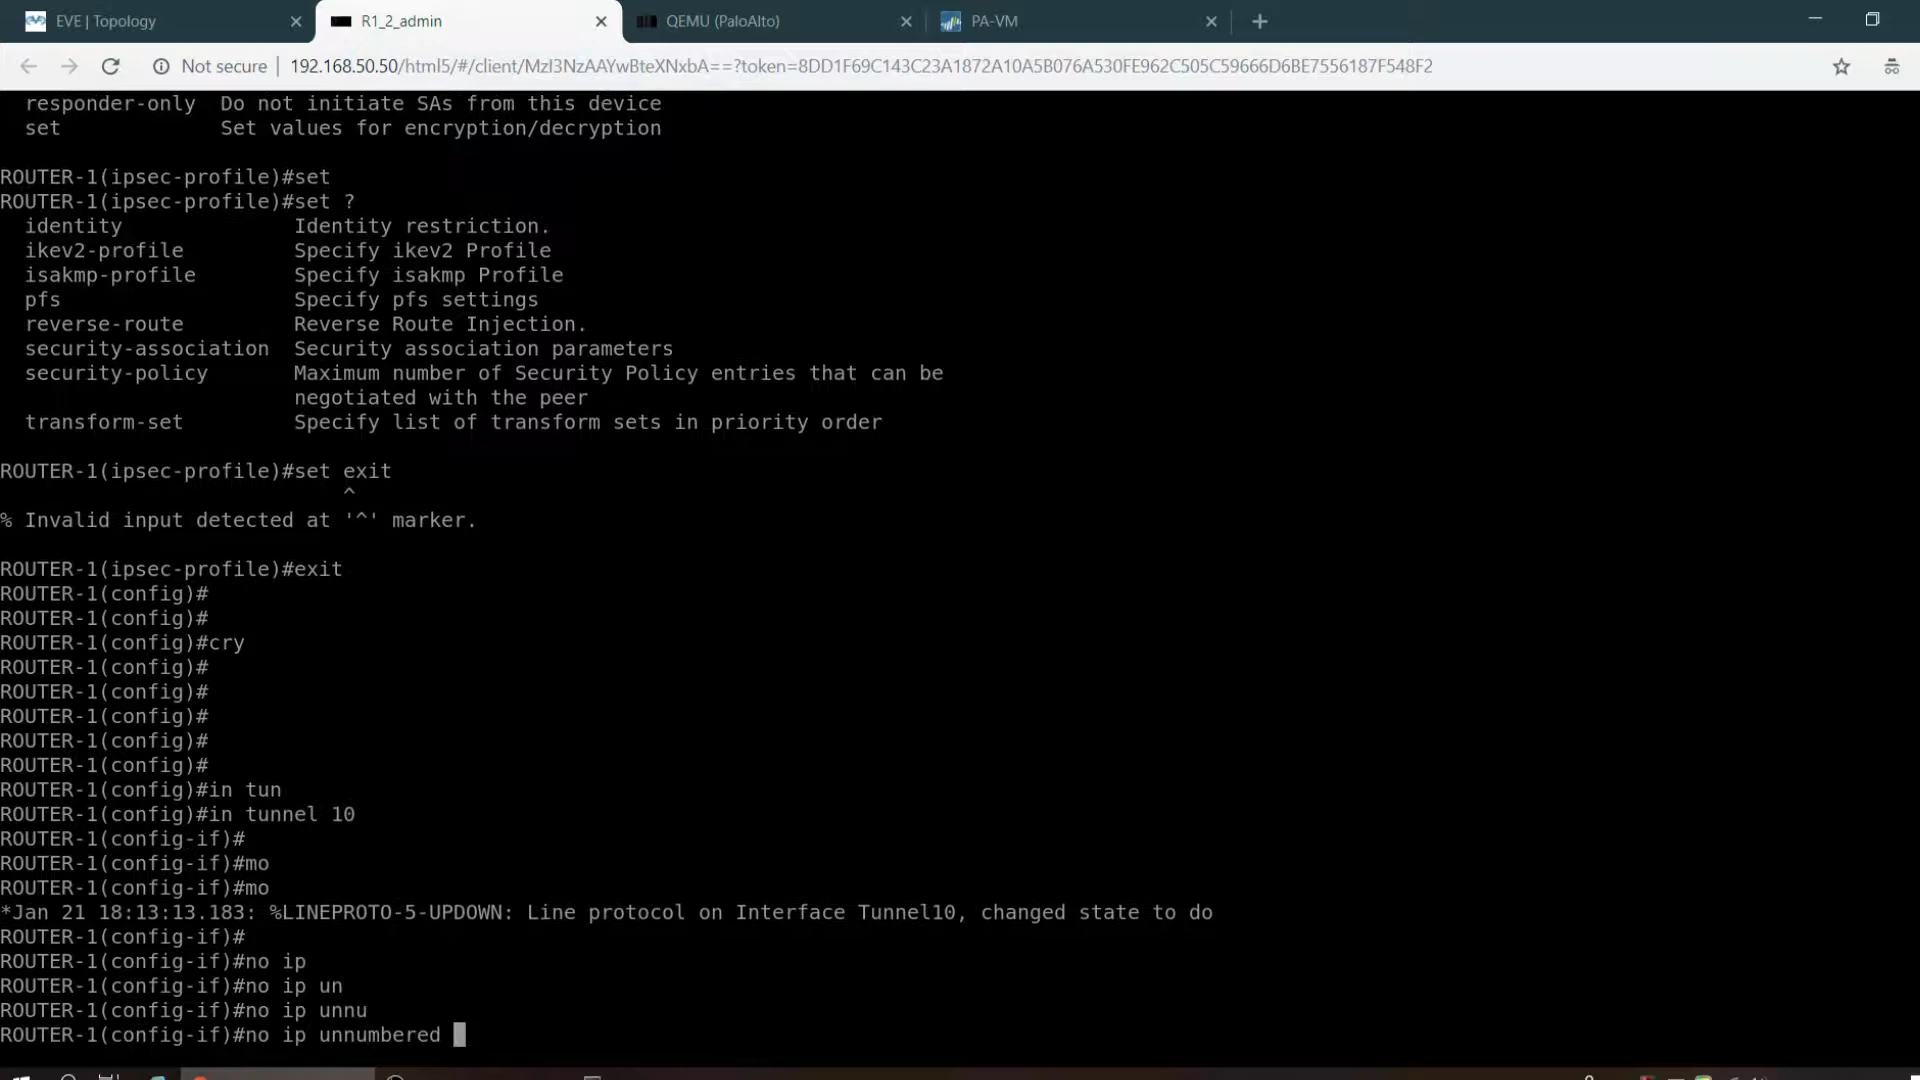 EVE | Topology
R1_2_admin
QEMU (PaloAlto)
PA-VM
Not secure
192.168.50.50/html5/#/client/MzI3NzAAYwBteXNxbA==?token=8DD1F69C143C23A1872A10A5B076A530FE962C505C59666D6BE7556187F548F2
responder-only  Do not initiate SAs from this device
set             Set values for encryption/decryption
ROUTER-1(ipsec-profile)#set
ROUTER-1(ipsec-profile)#set ?
identity              Identity restriction.
ikev2-profile         Specify ikev2 Profile
isakmp-profile        Specify isakmp Profile
pfs                   Specify pfs settings
reverse-route         Reverse Route Injection.
security-association  Security association parameters
security-policy       Maximum number of Security Policy entries that can be
negotiated with the peer
transform-set         Specify list of transform sets in priority order
ROUTER-1(ipsec-profile)#set exit
^
% Invalid input detected at '^' marker.
ROUTER-1(ipsec-profile)#exit
ROUTER-1(config)#
ROUTER-1(config)#
ROUTER-1(config)#cry
ROUTER-1(config)#
ROUTER-1(config)#
ROUTER-1(config)#
ROUTER-1(config)#
ROUTER-1(config)#
ROUTER-1(config)#in tun
ROUTER-1(config)#in tunnel 10
ROUTER-1(config-if)#
ROUTER-1(config-if)#mo
ROUTER-1(config-if)#mo
*Jan 21 18:13:13.183: %LINEPROTO-5-UPDOWN: Line protocol on Interface Tunnel10, changed state to do
ROUTER-1(config-if)#
ROUTER-1(config-if)#no ip
ROUTER-1(config-if)#no ip un
ROUTER-1(config-if)#no ip unnu
ROUTER-1(config-if)#no ip unnumbered